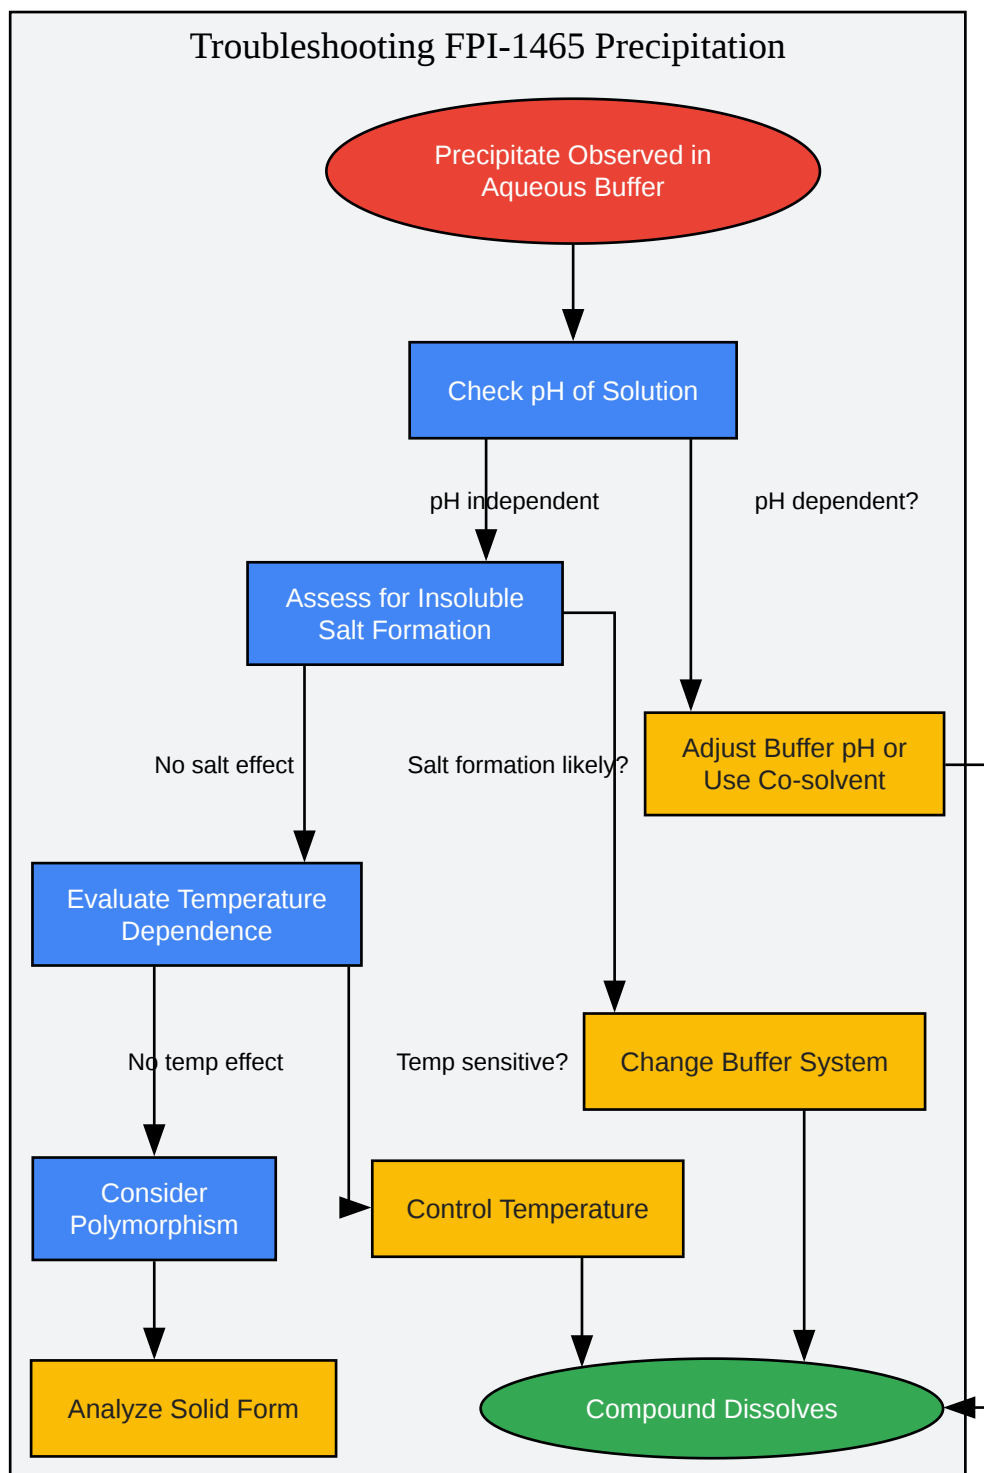 Troubleshooting FPI-1465 Precipitation
Precipitate Observed in
Aqueous Buffer
Check pH of Solution
pH independent
pH dependent?
Assess for Insoluble
Salt Formation
No salt effect
Salt formation likely?
Adjust Buffer pH or
Use Co-solvent
Evaluate Temperature
Dependence
No temp effect
Temp sensitive?
Change Buffer System
Consider
Polymorphism
Control Temperature
Analyze Solid Form
Compound Dissolves